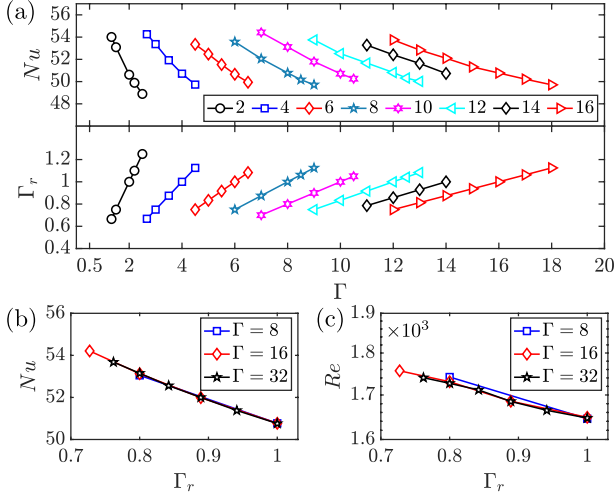 (a)
56
54
52
50
48
Nu
2 4 6 8 10 12 14 16
1.2
1
0.8
0.6
0.4
Γr
0.5 2 4 6 8 10 12 14 16 18 20
Γ
(b)
56
54
52
50
Nu
Γ = 8
Γ = 16
Γ = 32
0.7 0.8 0.9 1
Γr
(c)
1.9
×10³
1.8
1.7
1.6
Re
Γ = 8
Γ = 16
Γ = 32
0.7 0.8 0.9 1
Γr